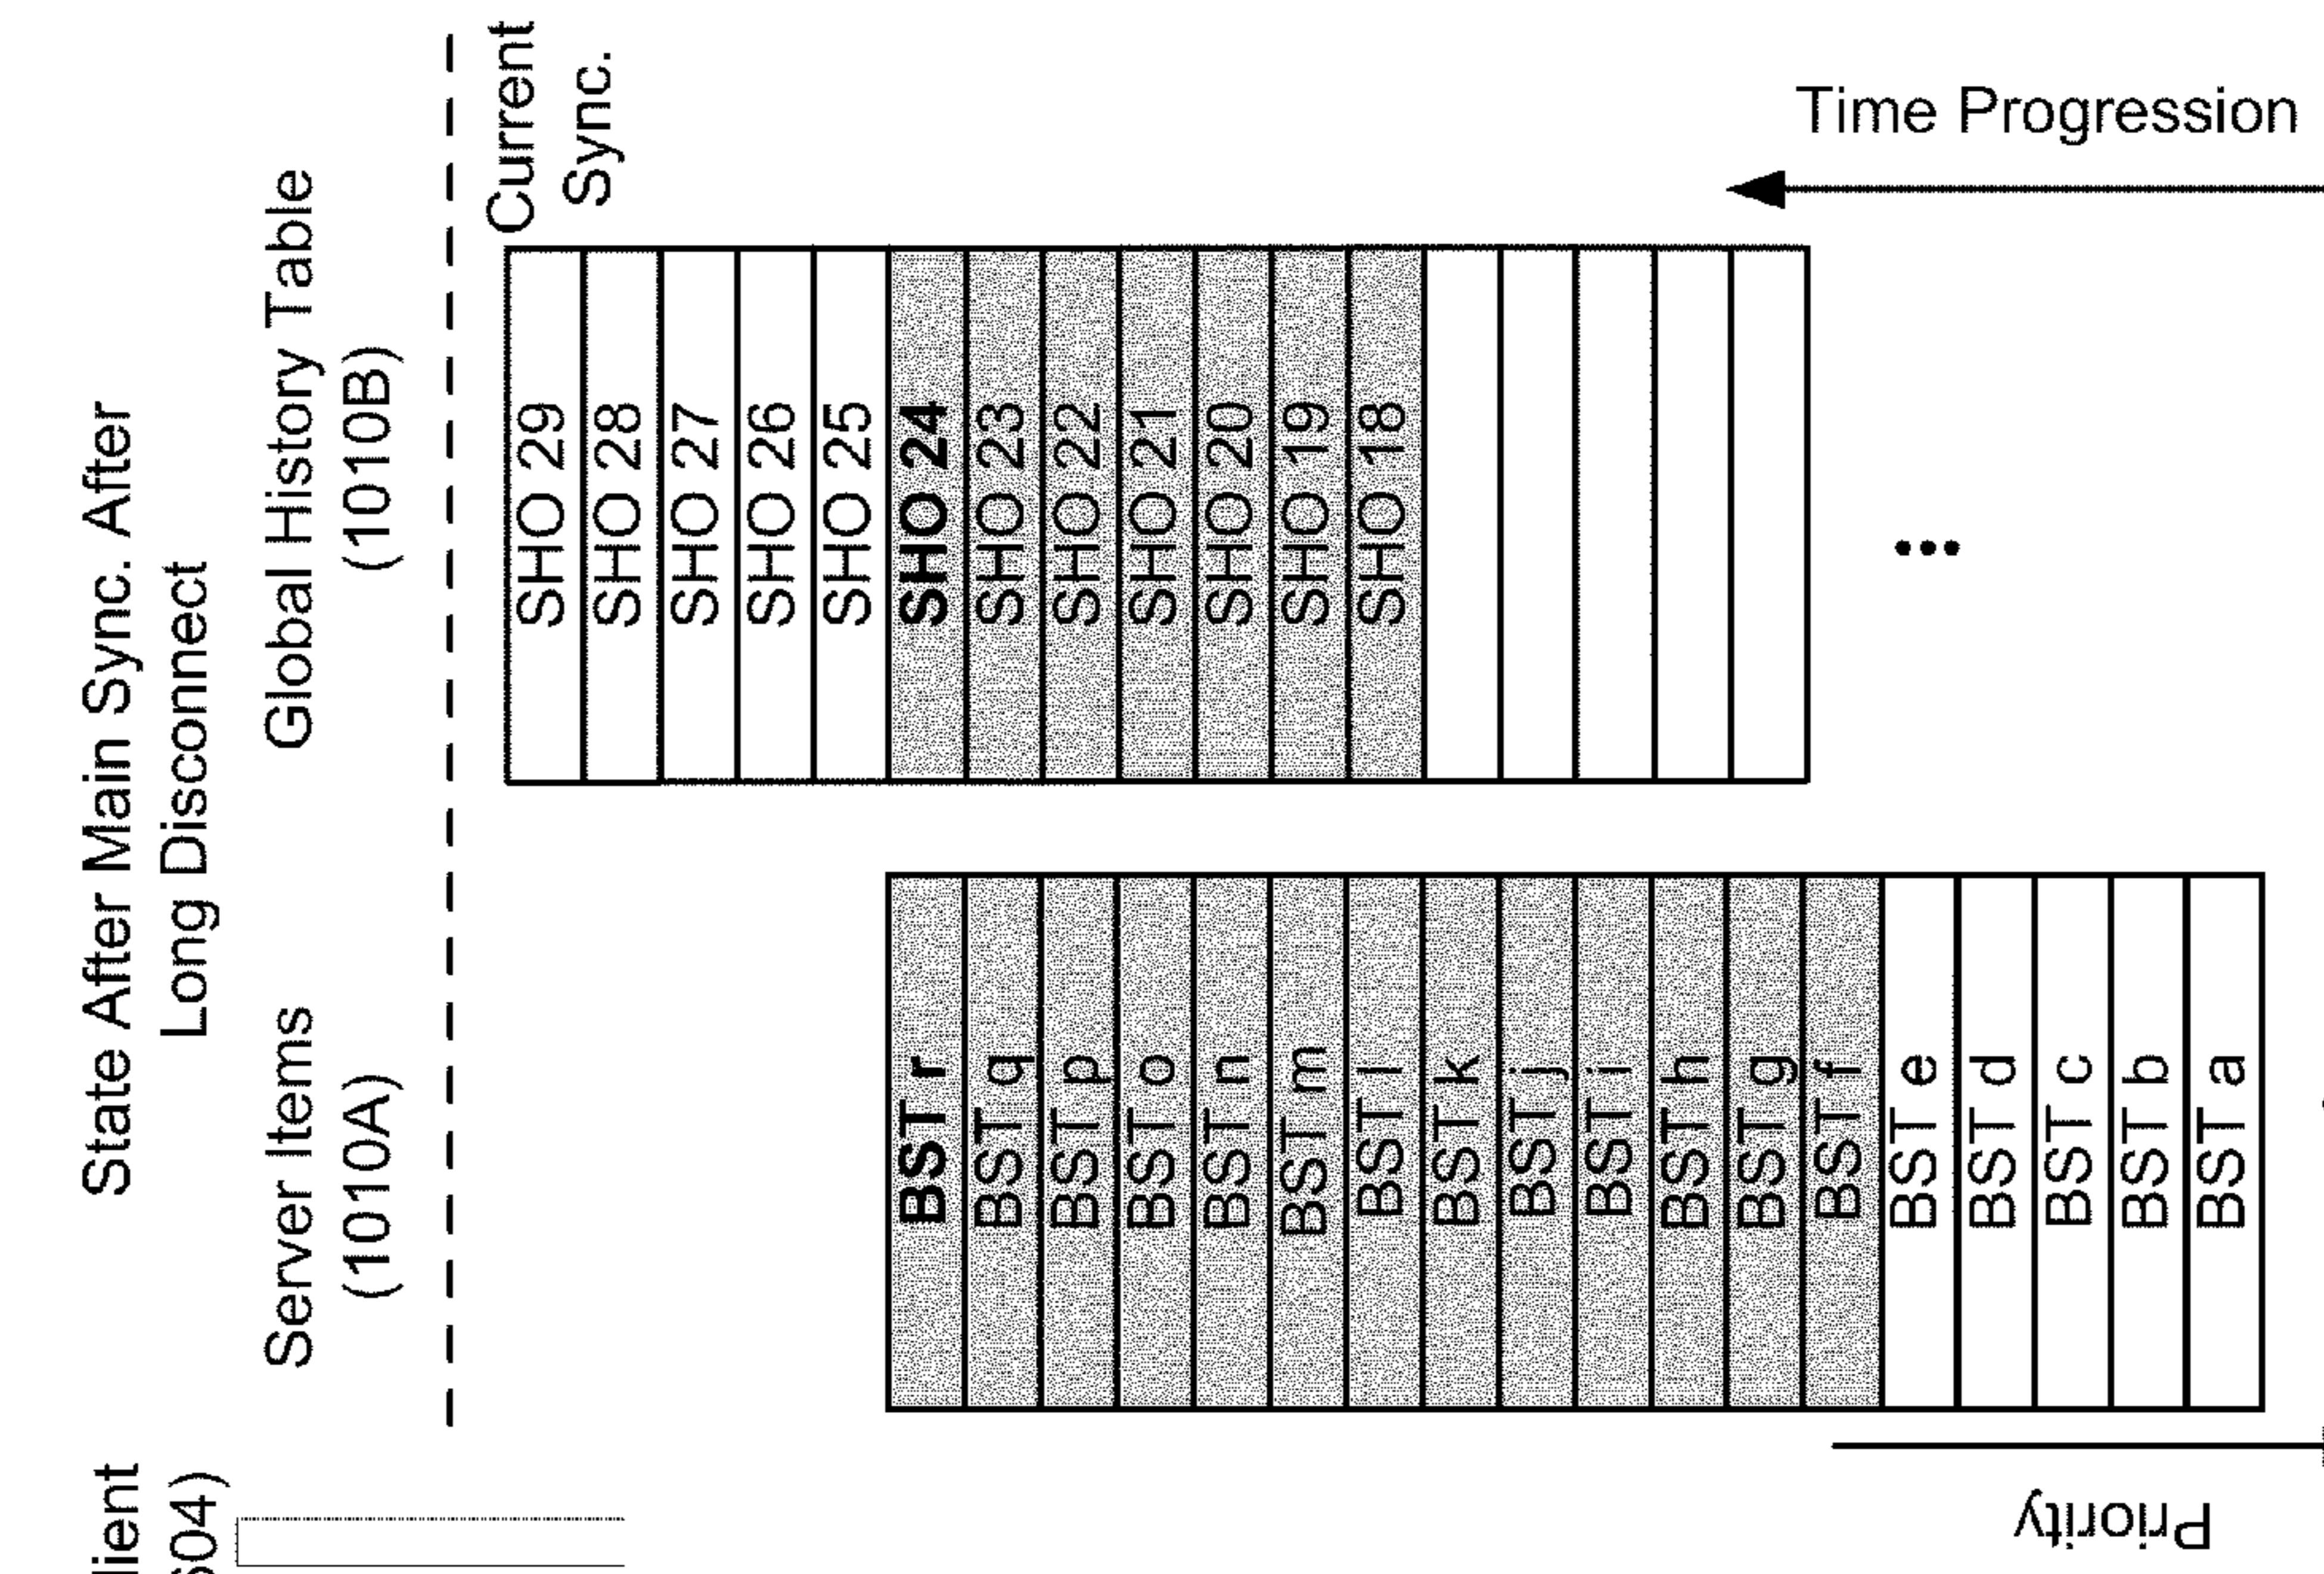 State After Main Sync. After
Long Disconnect
Server Items
(1010A)
Global History Table
(1010B)
Current
Sync.
SHO 29
SHO 28
SHO 27
SHO 26
SHO 25
SHO 24
SHO 23
SHO 22
SHO 21
SHO 20
SHO 19
SHO 18
BST r
BST q
BST p
BST o
BST n
BST m
BST l
BST k
BST j
BST i
BST h
BST g
BST f
BST e
BST d
BST c
BST b
BST a
Time Progression
Priority